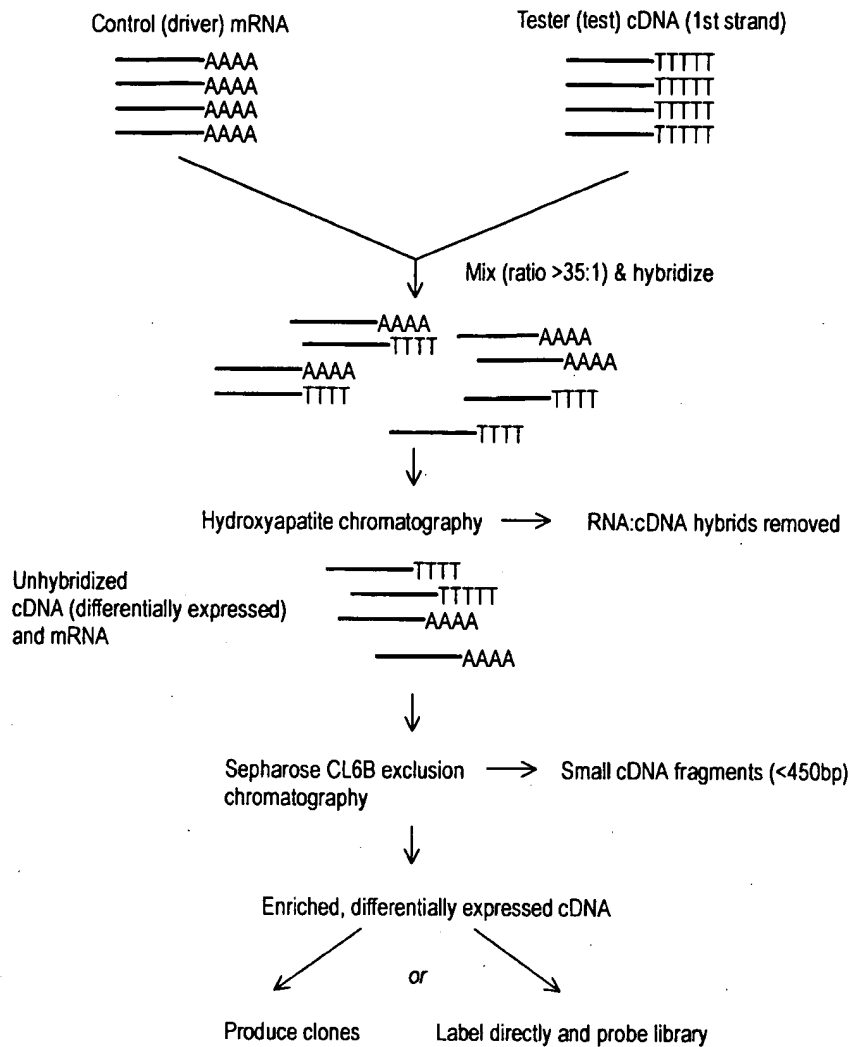 Control (driver) mRNA
Tester (test) cDNA (1st strand)
AAAA
AAAA
AAAA
AAAA
TTTTT
TTTTT
TTTTT
TTTTT
Mix (ratio >35:1) & hybridize
AAAA
TTTT
AAAA
AAAA
AAAA
TTTT
TTTT
TTTT
Hydroxyapatite chromatography
RNA:cDNA hybrids removed
Unhybridized
cDNA (differentially expressed)
and mRNA
TTTT
TTTTT
AAAA
AAAA
Sepharose CL6B exclusion
chromatography
Small cDNA fragments (<450bp)
Enriched, differentially expressed cDNA
or
Produce clones
Label directly and probe library